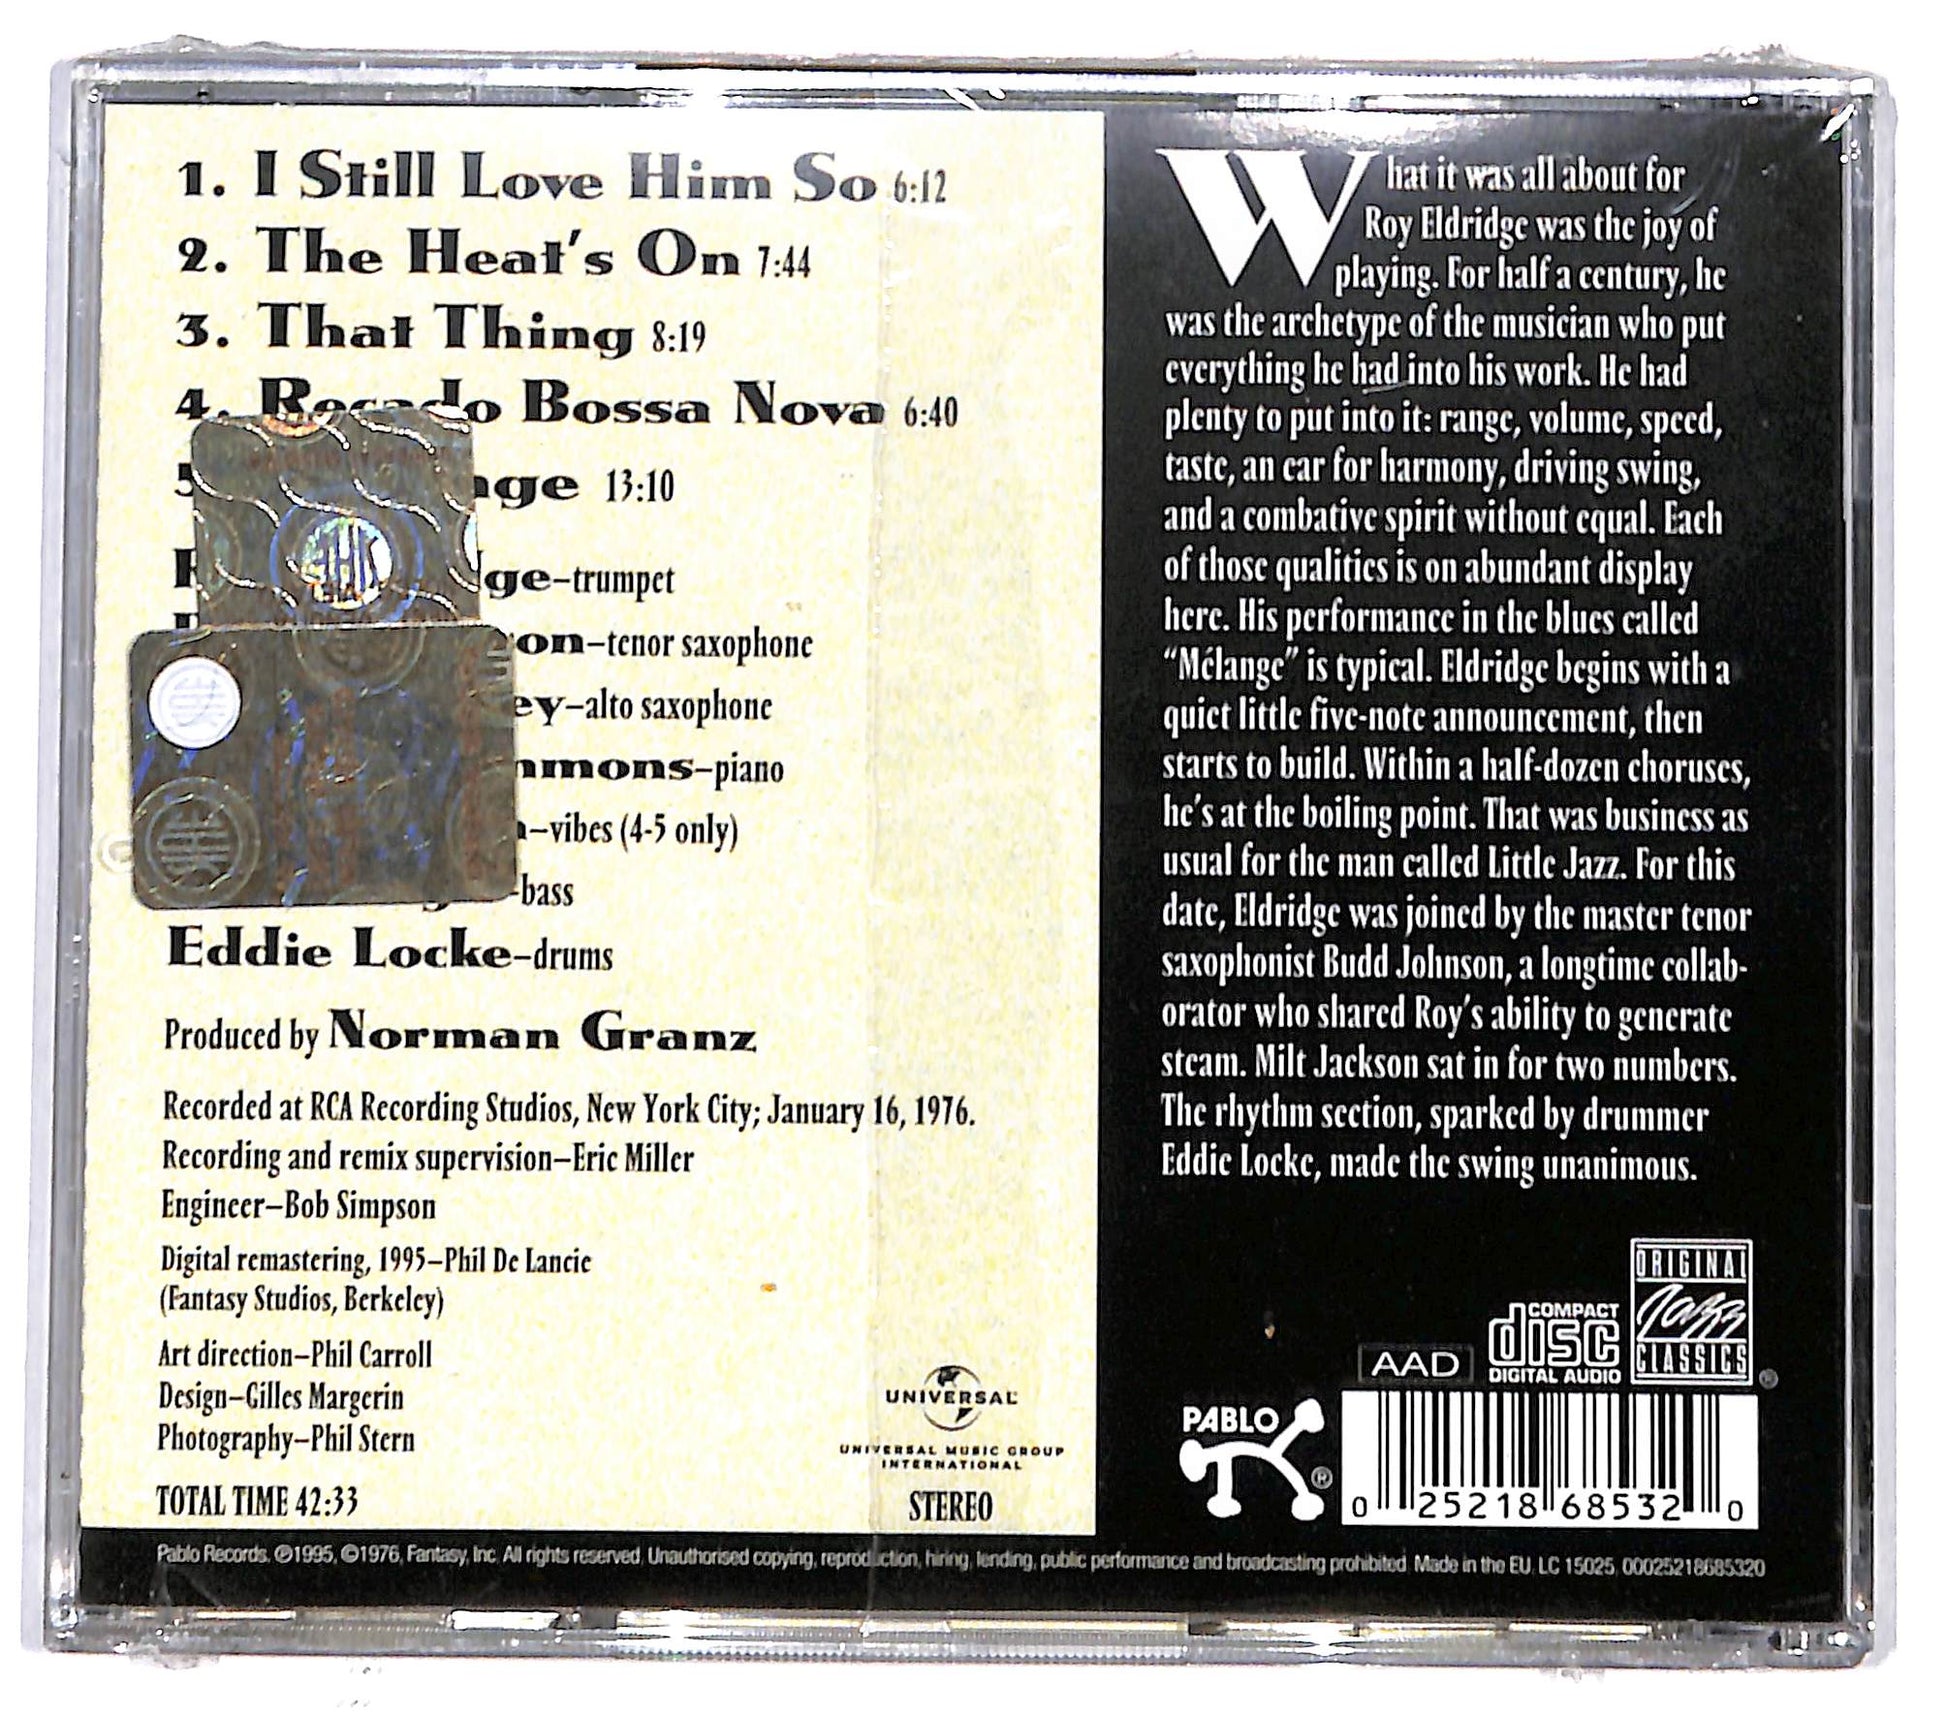 1. I Still Love Him So 6:12
2. The Heat's On 7:44
3. That Thing 8:19
4. Recado Bossa Nova 6:40
5 nge 13:10
ge–trumpet
on–tenor saxophone
ey–alto saxophone
mmons–piano
–vibes (4-5 only)
–bass
Eddie Locke–drums
Produced by Norman Granz
Recorded at RCA Recording Studios, New York City; January 16, 1976.
Recording and remix supervision–Eric Miller
Engineer–Bob Simpson
Digital remastering, 1995–Phil De Lancie
(Fantasy Studios, Berkeley)
Art direction–Phil Carroll
Design–Gilles Margerin
Photography–Phil Stern
TOTAL TIME 42:33
UNIVERSAL
UNIVERSAL MUSIC GROUP
INTERNATIONAL
STEREO
What it was all about for
Roy Eldridge was the joy of
playing. For half a century, he
was the archetype of the musician who put
everything he had into his work. He had
plenty to put into it: range, volume, speed,
taste, an ear for harmony, driving swing,
and a combative spirit without equal. Each
of those qualities is on abundant display
here. His performance in the blues called
“Mélange” is typical. Eldridge begins with a
quiet little five-note announcement, then
starts to build. Within a half-dozen choruses,
he's at the boiling point. That was business as
usual for the man called Little Jazz. For this
date, Eldridge was joined by the master tenor
saxophonist Budd Johnson, a longtime collab-
orator who shared Roy's ability to generate
steam. Milt Jackson sat in for two numbers.
The rhythm section, sparked by drummer
Eddie Locke, made the swing unanimous.
ORIGINAL
Jazz
CLASSICS ®
COMPACT
disc
DIGITAL AUDIO
AAD
PABLO ®
0 25218 68532 0
Pablo Records. ℗1995, ©1976, Fantasy, Inc. All rights reserved. Unauthorised copying, reproduction, hiring, lending, public performance and broadcasting prohibited. Made in the EU. LC 15025. 00025218685320